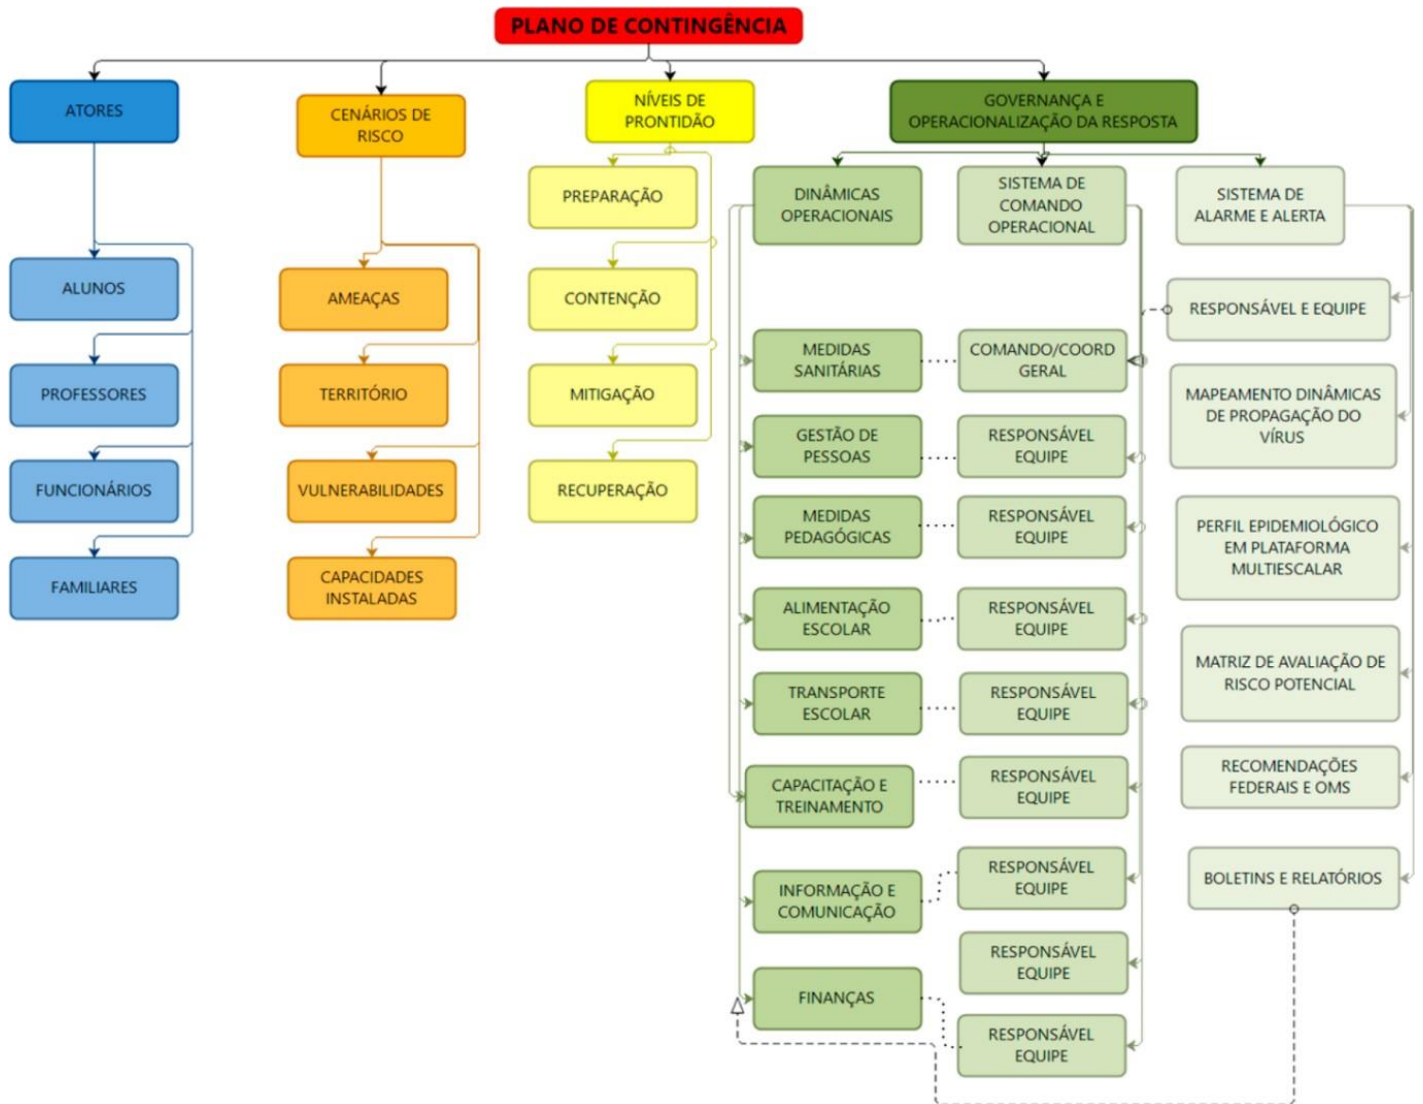 PLANO DE CONTINGÊNCIA
ATORES
ALUNOS
PROFESSORES
FUNCIONÁRIOS
FAMILIARES
CENÁRIOS DE
RISCO
AMEAÇAS
TERRITÓRIO
VULNERABILIDADES
CAPACIDADES
INSTALADAS
NÍVEIS DE
PRONTIDÃO
PREPARAÇÃO
CONTENÇÃO
MITIGAÇÃO
RECUPERAÇÃO
GOVERNANÇA E
OPERACIONALIZAÇÃO DA RESPOSTA
DINÂMICAS
OPERACIONAIS
MEDIDAS
SANITÁRIAS
GESTÃO DE
PESSOAS
MEDIDAS
PEDAGÓGICAS
ALIMENTAÇÃO
ESCOLAR
TRANSPORTE
ESCOLAR
CAPACITAÇÃO E
TREINAMENTO
INFORMAÇÃO E
COMUNICAÇÃO
FINANÇAS
SISTEMA DE
COMANDO
OPERACIONAL
COMANDO/COORD
GERAL
RESPONSÁVEL
EQUIPE
RESPONSÁVEL
EQUIPE
RESPONSÁVEL
EQUIPE
RESPONSÁVEL
EQUIPE
RESPONSÁVEL
EQUIPE
RESPONSÁVEL
EQUIPE
RESPONSÁVEL
EQUIPE
RESPONSÁVEL
EQUIPE
SISTEMA DE
ALARME E ALERTA
RESPONSÁVEL E EQUIPE
MAPEAMENTO DINÂMICAS
DE PROPAGAÇÃO DO
VÍRUS
PERFIL EPIDEMIOLÓGICO
EM PLATAFORMA
MULTIESCALAR
MATRIZ DE AVALIAÇÃO DE
RISCO POTENCIAL
RECOMENDAÇÕES
FEDERAIS E OMS
BOLETINS E RELATÓRIOS